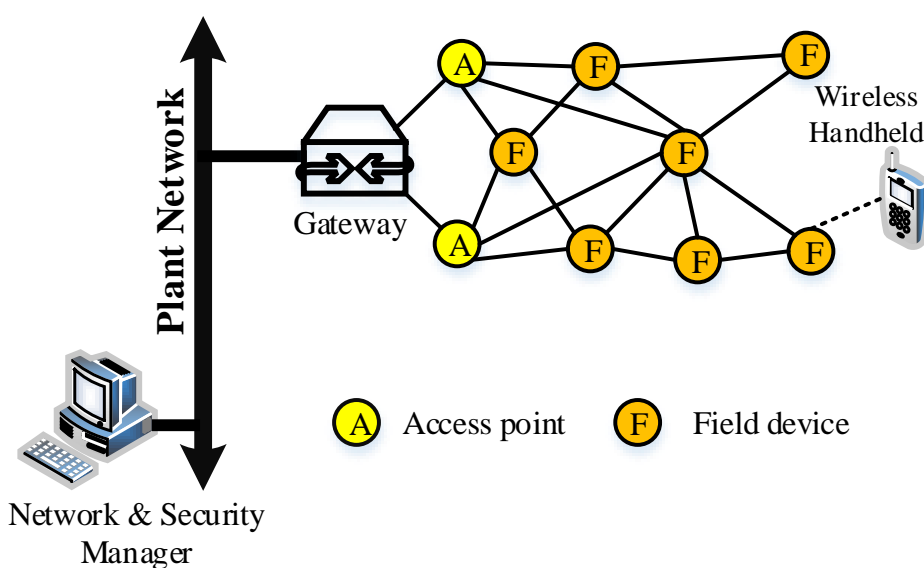 A
F
F
Wireless
Handheld
Plant Network
F
F
Gateway
A
F
F
F
A Access point
F Field device
Network & Security
Manager